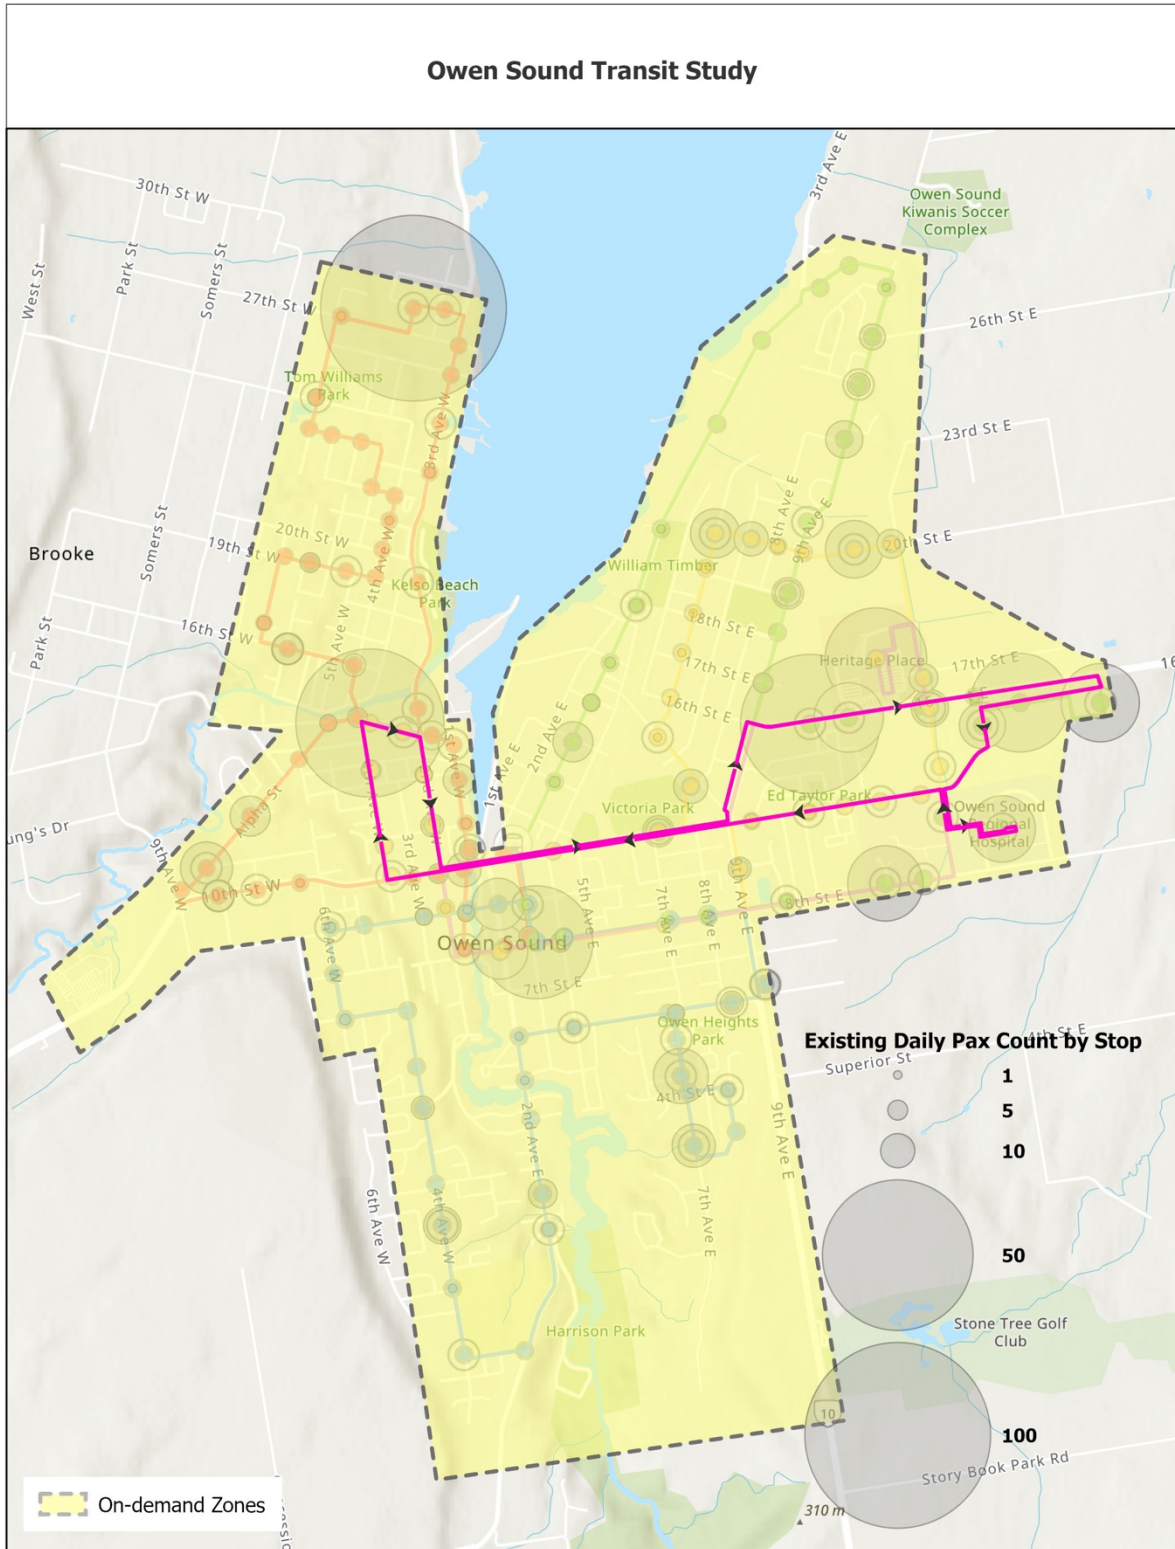 Owen Sound Transit Study
30th St W
3rd Ave E
Owen Sound
Kiwanis Soccer
Complex
West St
Park St
Somers St
27th St W
26th St E
Tom Williams
Park
3rd Ave W
23rd St E
8th Ave E
9th Ave E
20th St W
19th St W
20th St E
Brooke
Somers St
4th Ave W
William Timber
Kelso Beach
Park
Park St
16th St W
5th Ave W
18th St E
17th St E
Heritage Place
17th St E
16
16th St E
2nd Ave E
1st Ave E
Alpha St
Victoria Park
Ed Taylor Park
Owen Sound
Regional
Hospital
ung's Dr
9th Ave W
3rd Ave W
10th St W
6th Ave W
5th Ave E
7th Ave E
8th Ave E
9th Ave E
8th St E
Owen Sound
7th St E
Owen Heights
Park
4th St E
Existing Daily Pax Count by Stop
Superior St
1
4th St E
5
2nd Ave E
9th Ave E
10
6th Ave W
4th Ave W
7th Ave E
50
Harrison Park
Stone Tree Golf
Club
10
100
Story Book Park Rd
On-demand Zones
310 m